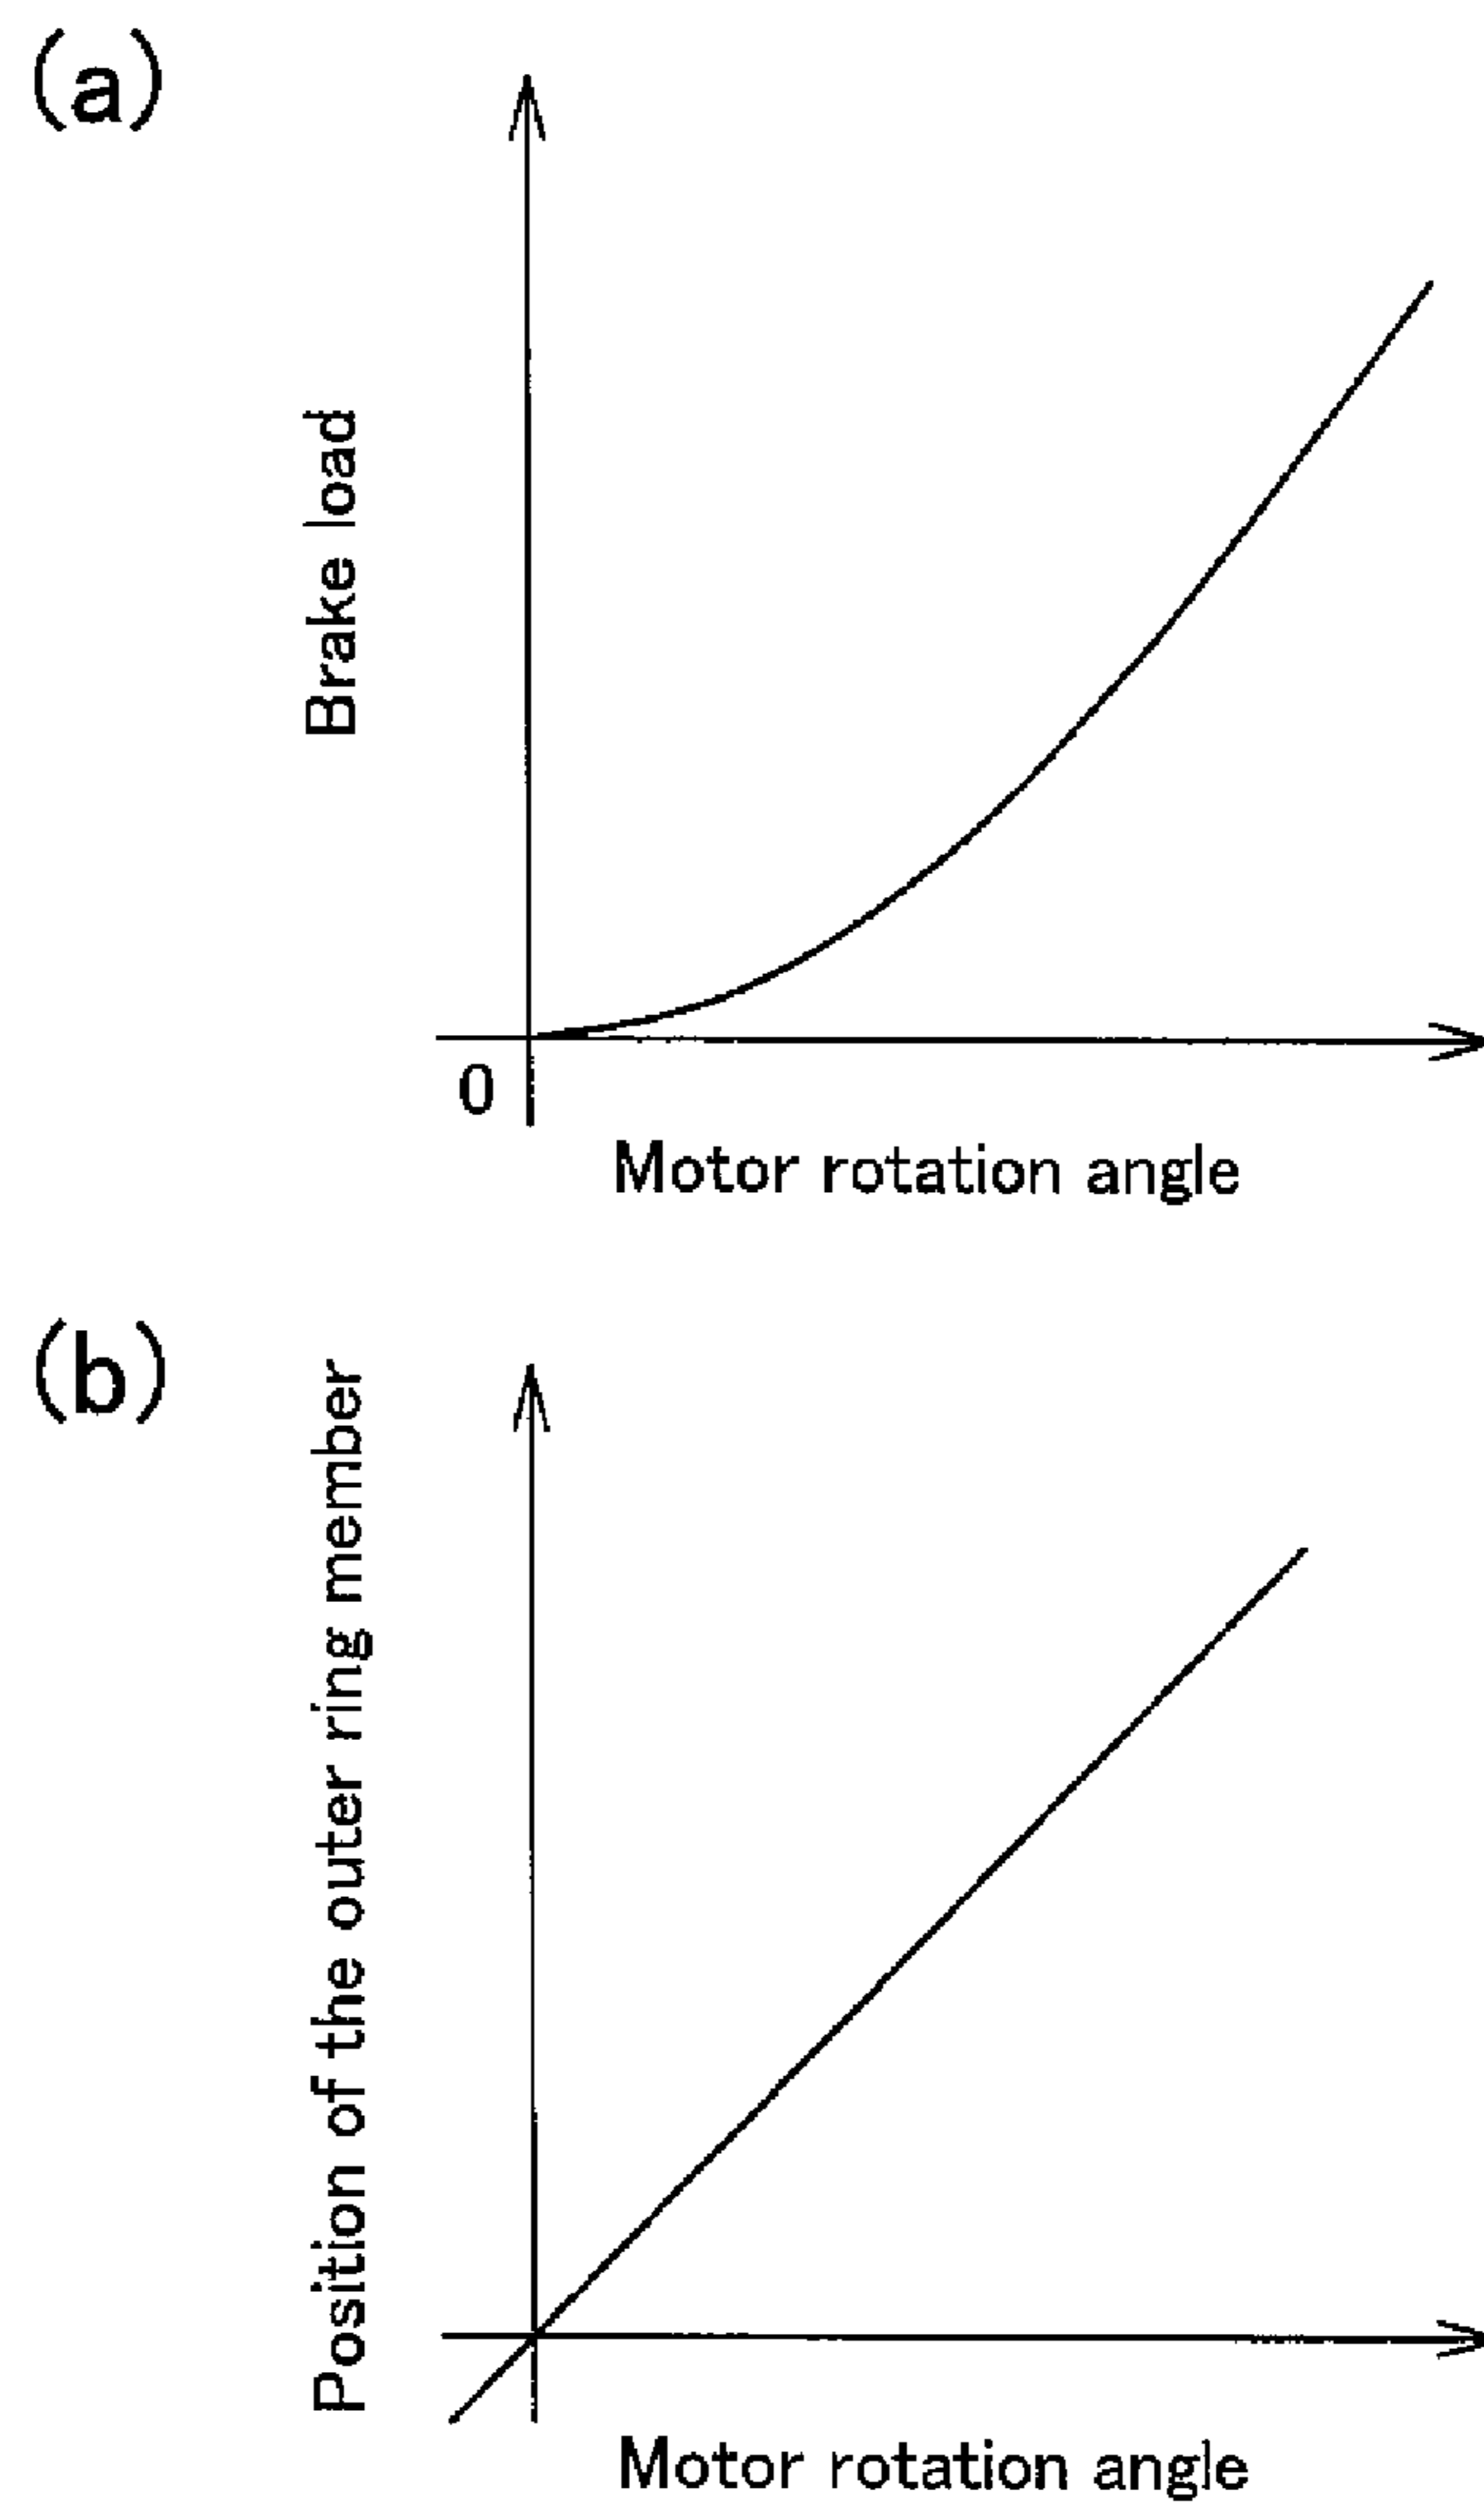 (a)
Brake load
0
Motor rotation angle
(b)
Position of the outer ring member
Motor rotation angle